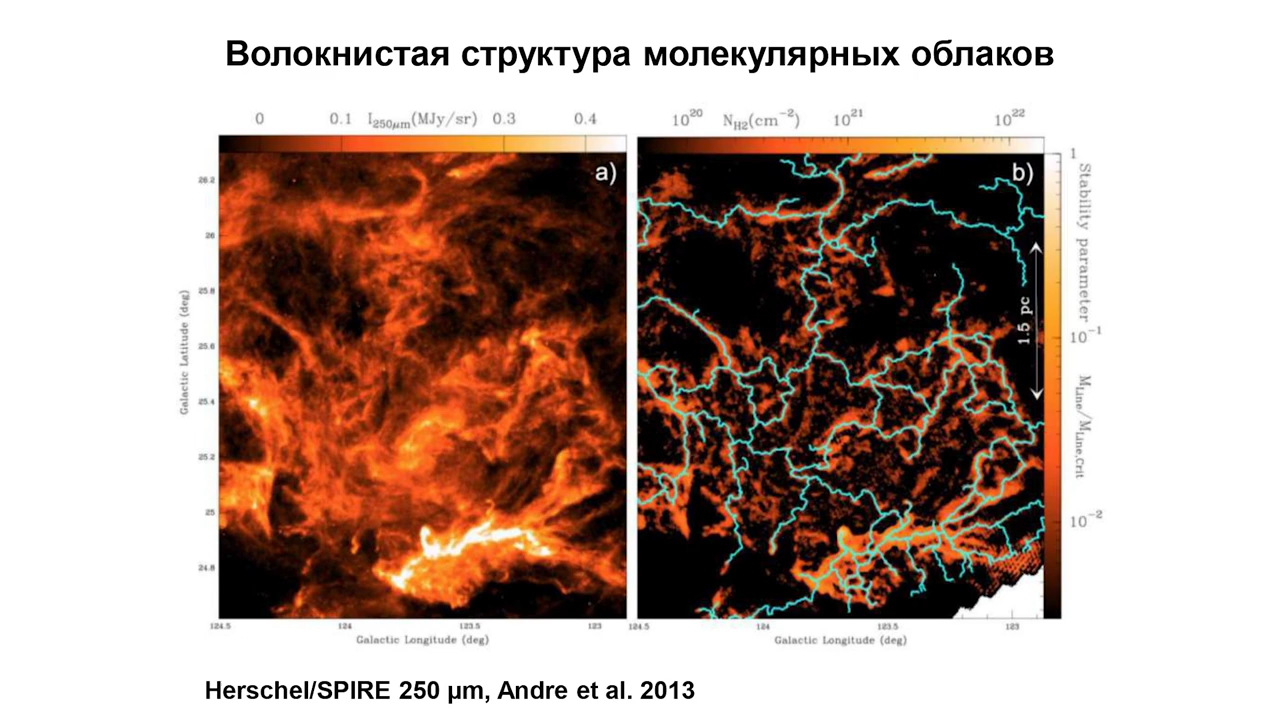 Волокнистая структура молекулярных облаков
0 0.1 I250μm(MJy/sr) 0.3 0.4
10^20 N_H2(cm^-2) 10^21 10^22
a)
b)
Galactic Latitude (deg)
26.2
26
25.8
25.6
25.4
25.2
25
24.8
124.5 124 123.5 123
Galactic Longitude (deg)
1.5 pc
124.5 124 123.5 123
Galactic Longitude (deg)
1
10^-1
10^-2
Stability parameter M_Line/M_Line,Crit
Herschel/SPIRE 250 μm, Andre et al. 2013